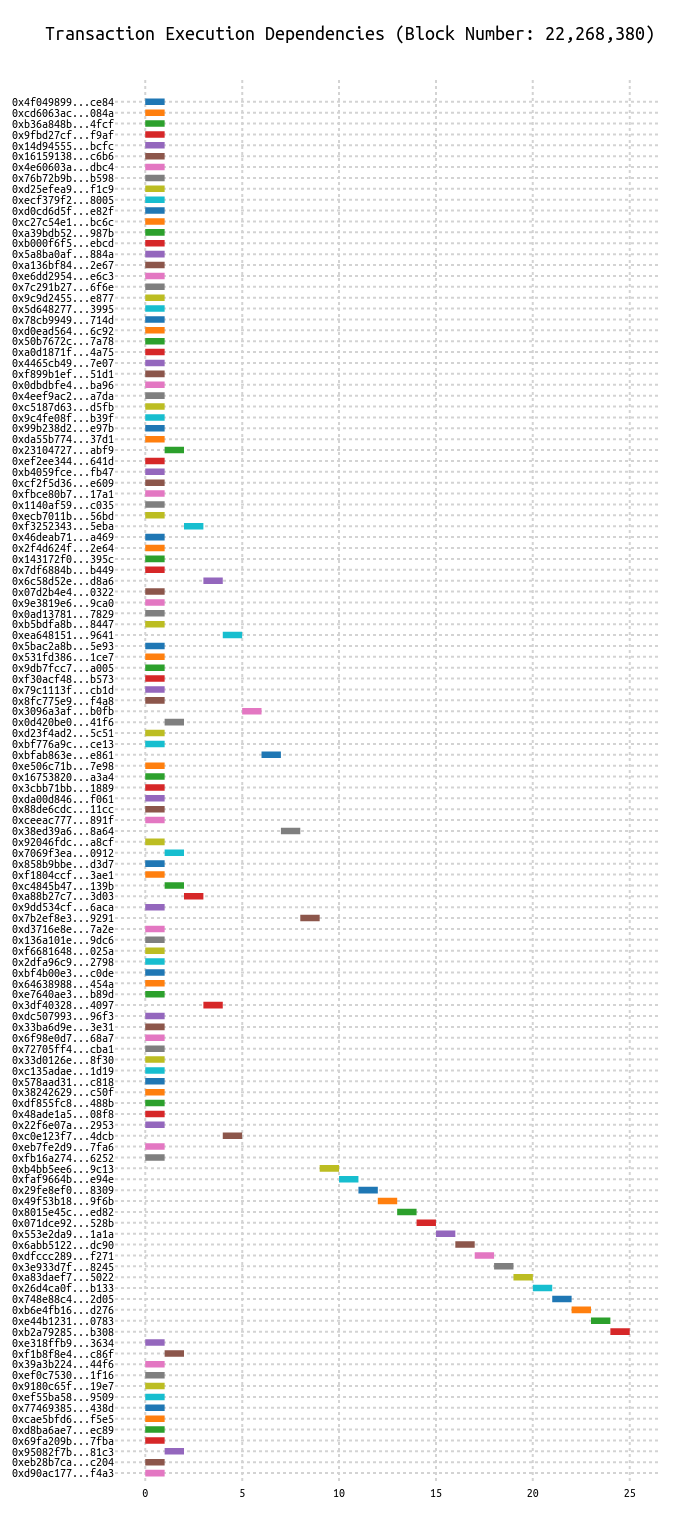 Transaction Execution Dependencies (Block Number: 22,268,380)
0x4f049899...ce84
0xcd6063ac...084a
0xb36a848b...4fcf
0x9fbd27cf...f9af
0x14d94555...bcfc
0x16159138...c6b6
0x4e60603a...dbc4
0x76b72b9b...b598
0xd25efea9...f1c9
0xecf379f2...8005
0xd0cd6d5f...e82f
0xc27c54e1...bc6c
0xa39bdb52...987b
0xb000f6f5...ebcd
0x5a8ba0af...884a
0xa136bf84...2e67
0xe6dd2954...e6c3
0x7c291b27...6f6e
0x9c9d2455...e877
0x5d648277...3995
0x78cb9949...714d
0xd0ead564...6c92
0x50b7672c...7a78
0xa0d1871f...4a75
0x4465cb49...7e07
0xf899b1ef...51d1
0x0dbdbfe4...ba96
0x4eef9ac2...a7da
0xc5187d63...d5fb
0x9c4fe08f...b39f
0x99b238d2...e97b
0xda55b774...37d1
0x23104727...abf9
0xef2ee344...641d
0xb4059fce...fb47
0xcf2f5d36...e609
0xfbce80b7...17a1
0x1140af59...c035
0xecb7011b...56bd
0xf3252343...5eba
0x46deab71...a469
0x2f4d624f...2e64
0x143172f0...395c
0x7df6884b...b449
0x6c58d52e...d8a6
0x07d2b4e4...0322
0x9e3819e6...9ca0
0x0ad13781...7829
0xb5bdfa8b...8447
0xea648151...9641
0x5bac2a8b...5e93
0x531fd386...1ce7
0x9db7fcc7...a005
0xf30acf48...b573
0x79c1113f...cb1d
0x8fc775e9...f4a8
0x3096a3af...b0fb
0x0d420be0...41f6
0xd23f4ad2...5c51
0xbf776a9c...ce13
0xbfab863e...e861
0xe506c71b...7e98
0x16753820...a3a4
0x3cbb71bb...1889
0xda00d846...f061
0x88de6cdc...11cc
0xceeac777...891f
0x38ed39a6...8a64
0x92046fdc...a8cf
0x7069f3ea...0912
0x858b9bbe...d3d7
0xf1804ccf...3ae1
0xc4845b47...139b
0xa88b27c7...3d03
0x9dd534cf...6aca
0x7b2ef8e3...9291
0xd3716e8e...7a2e
0x136a101e...9dc6
0xf6681648...025a
0x2dfa96c9...2798
0xbf4b00e3...c0de
0x64638988...454a
0xe7640ae3...b89d
0x3df40328...4097
0xdc507993...96f3
0x33ba6d9e...3e31
0x6f98e0d7...68a7
0x72705ff4...cba1
0x33d0126e...8f30
0xc135adae...1d19
0x578aad31...c818
0x38242629...c50f
0xdf855fc8...488b
0x48ade1a5...08f8
0x22f6e07a...2953
0xc0e123f7...4dcb
0xeb7fe2d9...7fa6
0xfb16a274...6252
0xb4bb5ee6...9c13
0xfaf9664b...e94e
0x29fe8ef0...8309
0x49f53b18...9f6b
0x8015e45c...ed82
0x071dce92...528b
0x553e2da9...1a1a
0x6abb5122...dc90
0xdfccc289...f271
0x3e933d7f...8245
0xa83daef7...5022
0x26d4ca0f...b133
0x748e88c4...2d05
0xb6e4fb16...d276
0xe44b1231...0783
0xb2a79285...b308
0xe318ffb9...3634
0xf1b8f8e4...c86f
0x39a3b224...44f6
0xef0c7530...1f16
0x9180c65f...19e7
0xef55ba58...9509
0x77469385...438d
0xcae5bfd6...f5e5
0xd8ba6ae7...ec89
0x69fa209b...7fba
0x95082f7b...81c3
0xeb28b7ca...c204
0xd90ac177...f4a3
0 5 10 15 20 25